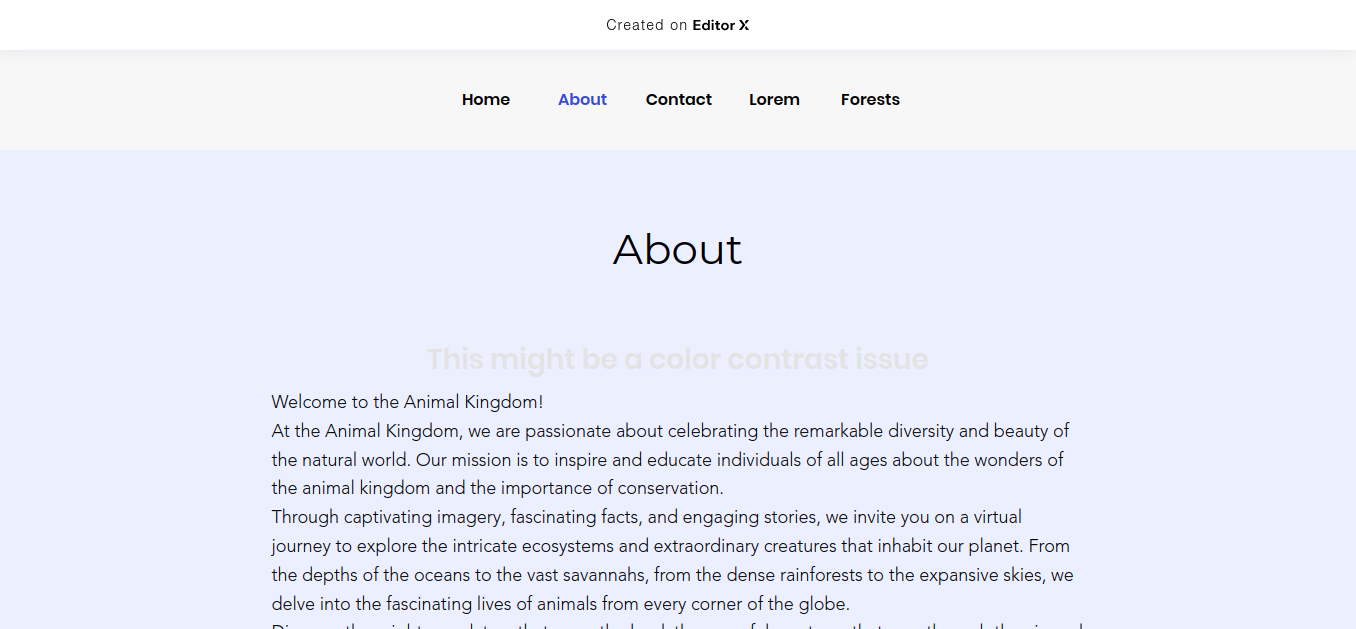 Created on Editor X
Home About Contact Lorem Forests
About
This might be a color contrast issue
Welcome to the Animal Kingdom!
At the Animal Kingdom, we are passionate about celebrating the remarkable diversity and beauty of
the natural world. Our mission is to inspire and educate individuals of all ages about the wonders of
the animal kingdom and the importance of conservation.
Through captivating imagery, fascinating facts, and engaging stories, we invite you on a virtual
journey to explore the intricate ecosystems and extraordinary creatures that inhabit our planet. From
the depths of the oceans to the vast savannahs, from the dense rainforests to the expansive skies, we
delve into the fascinating lives of animals from every corner of the globe.